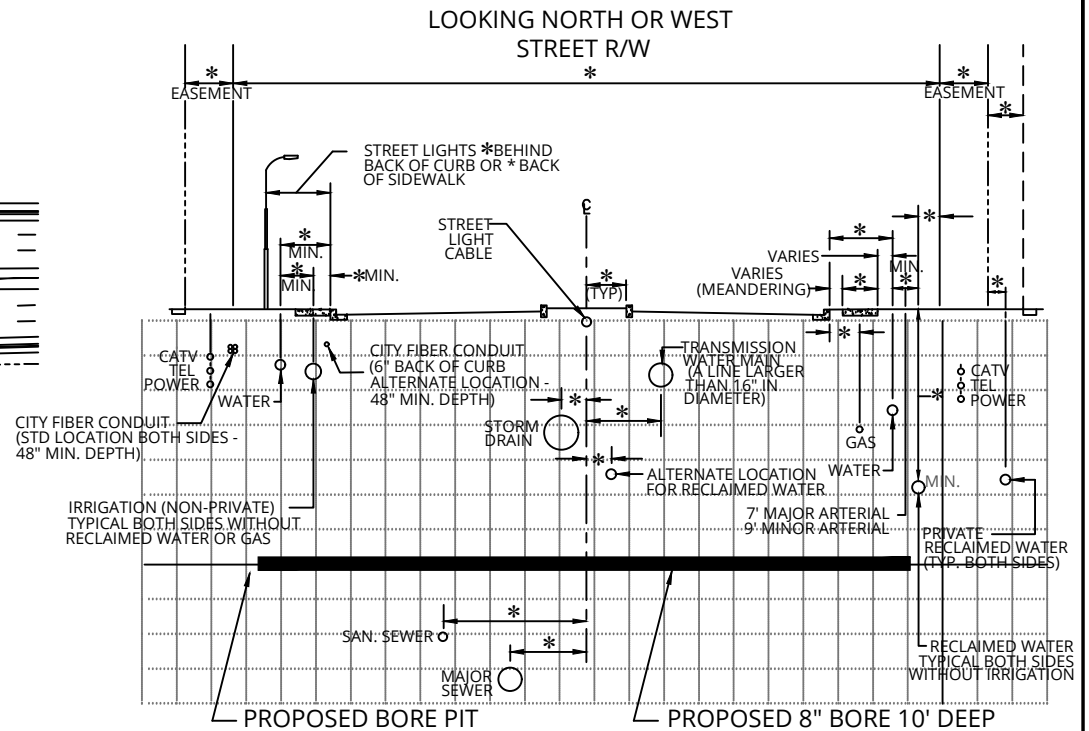 LOOKING NORTH OR WEST
STREET R/W
*
*
*
EASEMENT
EASEMENT
*
STREET LIGHTS *BEHIND
BACK OF CURB OR * BACK
OF SIDEWALK
℄
STREET
LIGHT
CABLE
*
MIN.
*
MIN.
*MIN.
*
(TYP)
VARIES
VARIES
(MEANDERING)
*
*
MIN.
*
*
*
*
*
CATV
TEL
POWER
WATER
CITY FIBER CONDUIT
(6" BACK OF CURB
ALTERNATE LOCATION -
48" MIN. DEPTH)
TRANSMISSION
WATER MAIN
(A LINE LARGER
THAN 16" IN
DIAMETER)
CATV
TEL
POWER
*
CITY FIBER CONDUIT
(STD LOCATION BOTH SIDES -
48" MIN. DEPTH)
STORM
DRAIN
*
*
*
GAS
WATER
ALTERNATE LOCATION
FOR RECLAIMED WATER
MIN.
IRRIGATION (NON-PRIVATE)
TYPICAL BOTH SIDES WITHOUT
RECLAIMED WATER OR GAS
7' MAJOR ARTERIAL
9' MINOR ARTERIAL
PRIVATE
RECLAIMED WATER
(TYP. BOTH SIDES)
*
SAN. SEWER
*
MAJOR
SEWER
RECLAIMED WATER
TYPICAL BOTH SIDES
WITHOUT IRRIGATION
PROPOSED BORE PIT
PROPOSED 8" BORE 10' DEEP